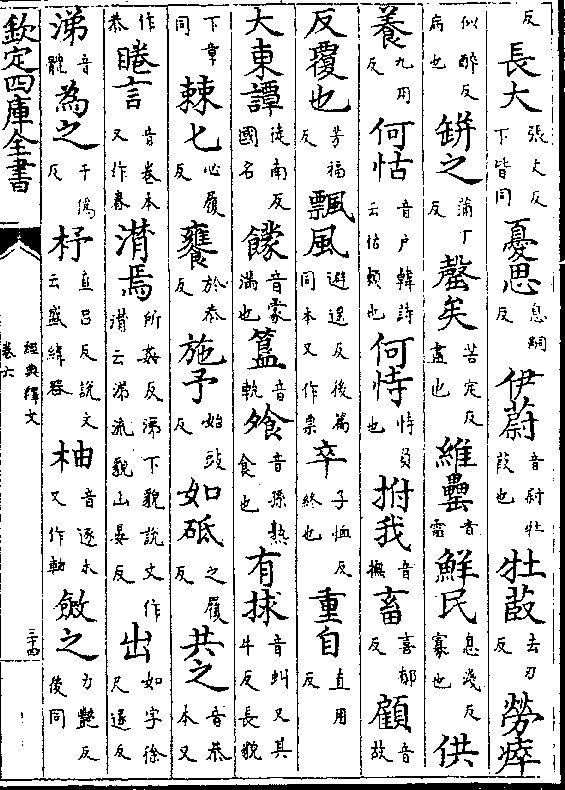 反長大張丈反下皆同憂思息嗣反伊蔚音尉牡菣也牡菣去刃反勞瘁
似醉反病也缾之蒲丁反罄矣苦定反盡也維罍音雷鮮民息淺反寡也供
養九用反何怙音户韓詩云怙賴也何恃恃負也拊我音撫畜喜郁反顧音故
反覆也芳福反飄風避遥反後篇同本又作票卒子恤反終也重自直用反
大東譚徒南反國名饛音蒙滿也簋音軌飱音孫熟食也有捄音虯又其牛反長貌
下章同棘匕必履反饔於恭反施予始豉反如砥之履反共之音恭本又
作恭睠言音卷本又作眷潸焉所姦反涕下貌說文作潸云涕流貌山晏反出如字徐尺遂反
涕音體為之于偽反杼直呂反說文云盛緯器柚音逐本又作軸斂之力豔反後同
欽定四庫全書
經典釋文
卷六
三十四